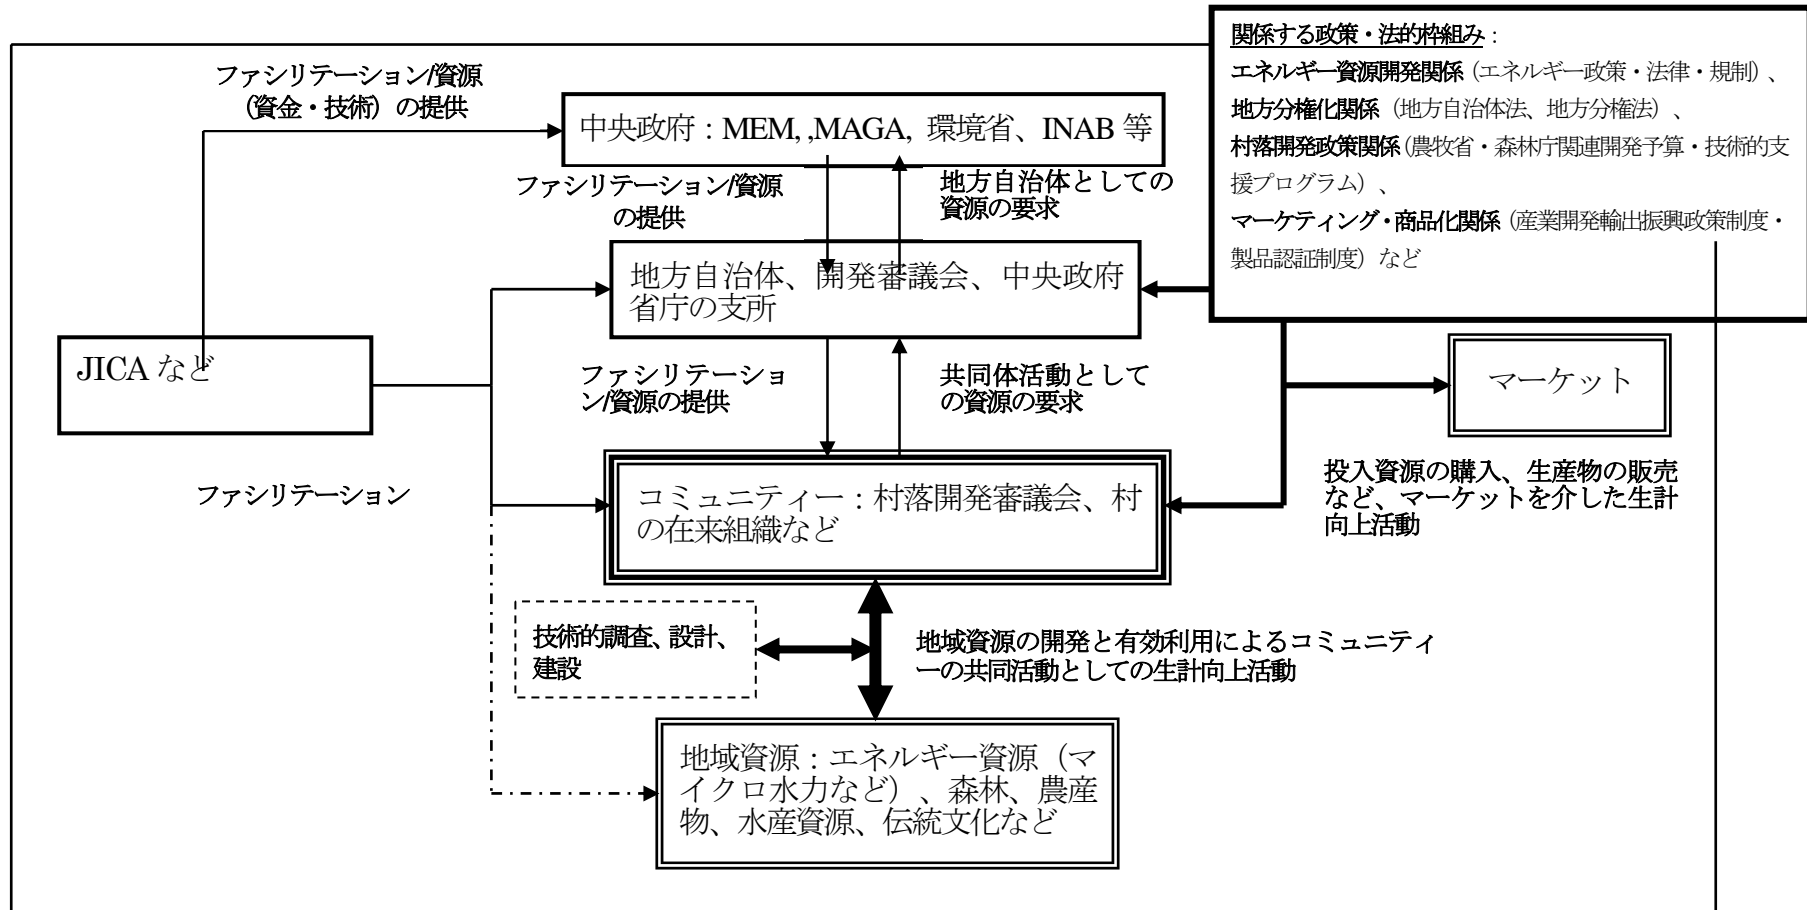 関係する政策・法的枠組み：
エネルギー資源開発関係（エネルギー政策・法律・規制）、
地方分権化関係（地方自治体法、地方分権法）、
村落開発政策関係（農牧省・森林庁関連開発予算・技術的支
援プログラム）、
マーケティング・商品化関係（産業開発輸出振興政策制度・
製品認証制度）など
ファシリテーション/資源
（資金・技術）の提供
中央政府：MEM, ,MAGA, 環境省、INAB 等
ファシリテーション/資源
の提供
地方自治体としての
資源の要求
地方自治体、開発審議会、中央政府
省庁の支所
JICA など
ファシリテーショ
ン/資源の提供
共同体活動として
の資源の要求
マーケット
ファシリテーション
コミュニティー：村落開発審議会、村
の在来組織など
投入資源の購入、生産物の販売
など、マーケットを介した生計
向上活動
技術的調査、設計、
建設
地域資源の開発と有効利用によるコミュニティ
ーの共同活動としての生計向上活動
地域資源：エネルギー資源（マ
イクロ水力など）、森林、農産
物、水産資源、伝統文化など